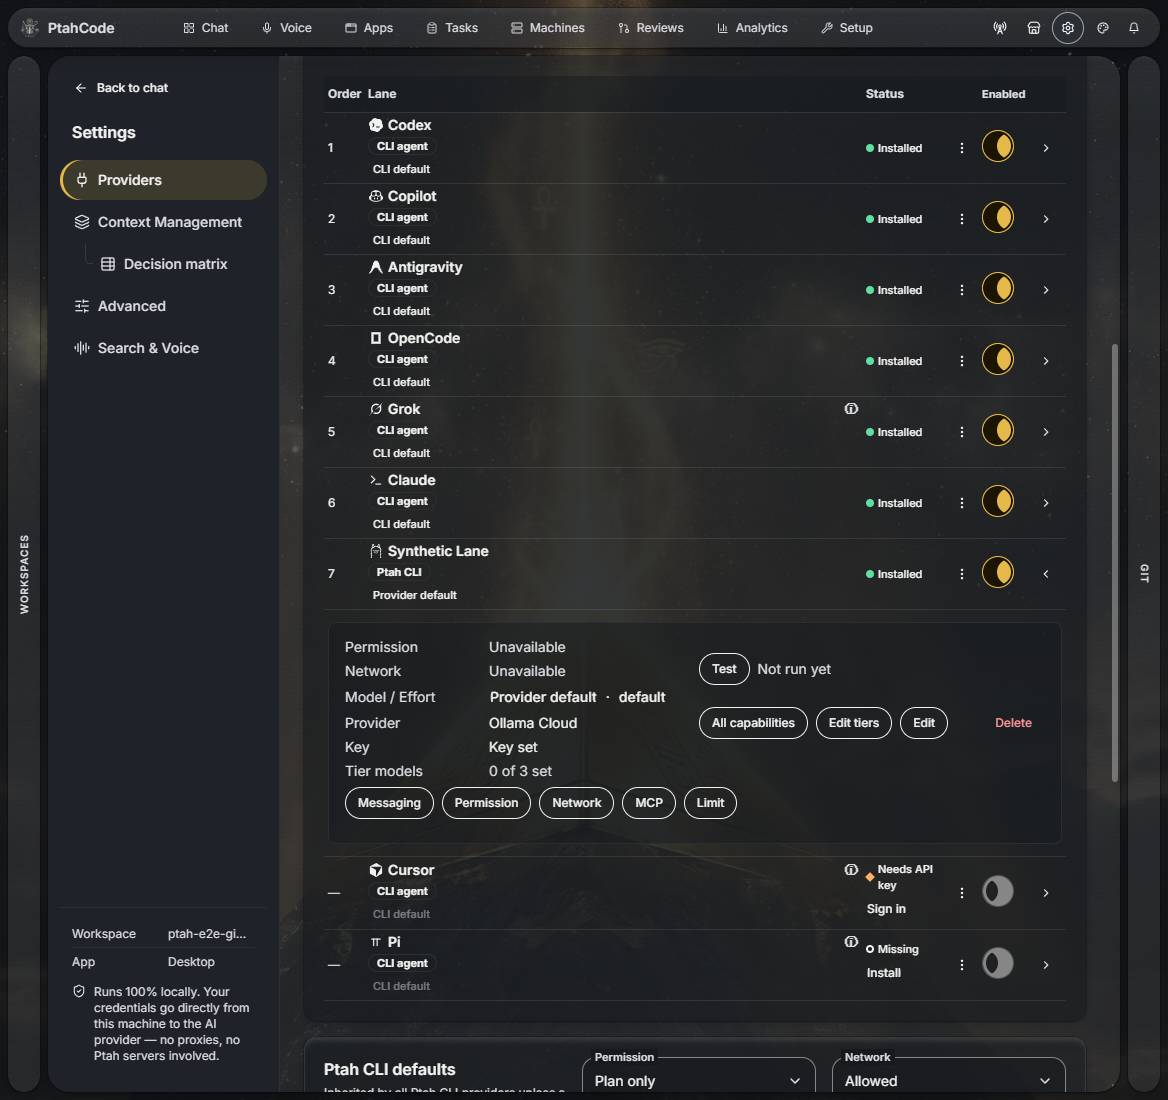 PtahCode
Chat
Voice
Apps
Tasks
Machines
Reviews
Analytics
Setup
WORKSPACES
Back to chat
Settings
Providers
Context Management
Decision matrix
Advanced
Search & Voice
Workspace ptah-e2e-gi...
App Desktop
Runs 100% locally. Your
credentials go directly from
this machine to the AI
provider — no proxies, no
Ptah servers involved.
Order Lane Status Enabled
Codex
1 CLI agent Installed
CLI default
Copilot
2 CLI agent Installed
CLI default
Antigravity
3 CLI agent Installed
CLI default
OpenCode
4 CLI agent Installed
CLI default
Grok
5 CLI agent Installed
CLI default
Claude
6 CLI agent Installed
CLI default
Synthetic Lane
7 Ptah CLI Installed
Provider default
Permission Unavailable
Network Unavailable
Test Not run yet
Model / Effort Provider default · default
Provider Ollama Cloud
All capabilities Edit tiers Edit Delete
Key Key set
Tier models 0 of 3 set
Messaging Permission Network MCP Limit
Cursor
— CLI agent
CLI default
Needs API
key
Sign in
Pi
— CLI agent
CLI default
Missing
Install
Ptah CLI defaults
Inherited by all Ptah CLI providers unless a
Permission
Plan only
Network
Allowed
GIT